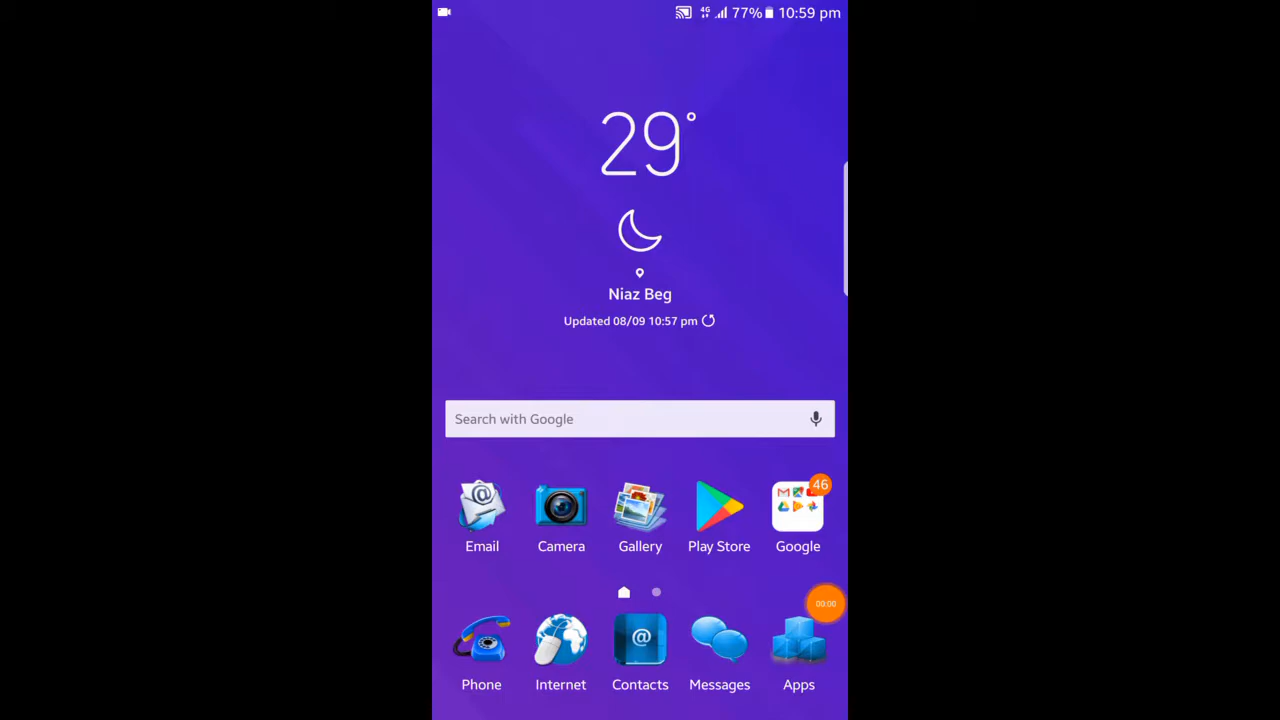 4G 77% 10:59 pm
29°
Niaz Beg
Updated 08/09 10:57 pm
Search with Google
46
Email Camera Gallery Play Store Google
00:00
Phone Internet Contacts Messages Apps